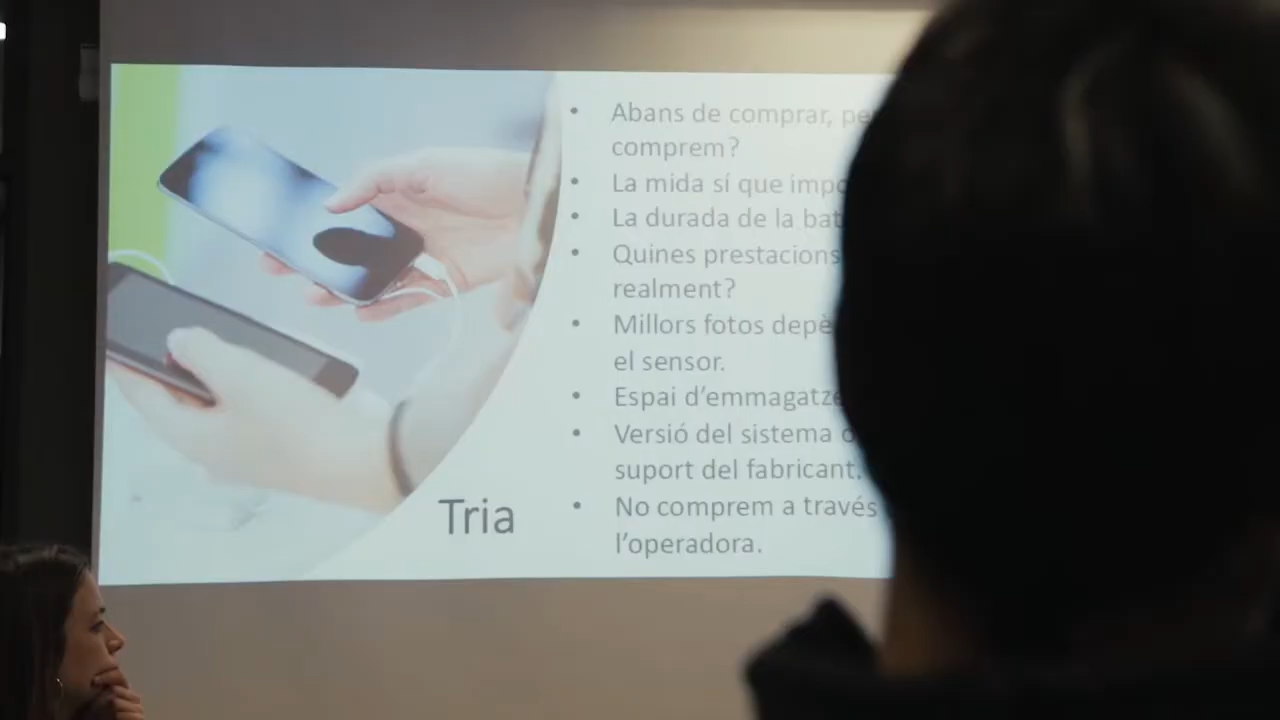 Abans de comprar,
comprem?
La mida sí que
La durada de la
Quines prestacions
realment?
Millors fotos
el sensor.
Espai
Versió del sistema
suport del fabricant.
No comprem a través
l'operadora.
Tria